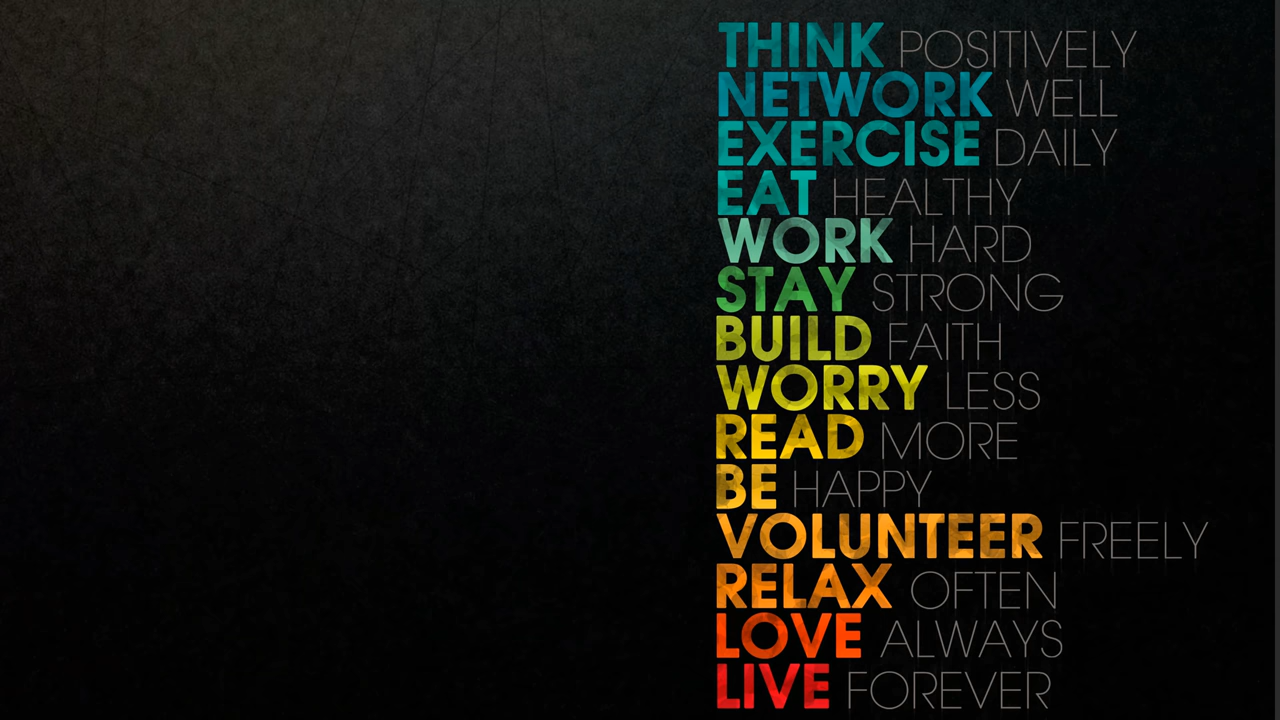 THINK POSITIVELY
NETWORK WELL
EXERCISE DAILY
EAT HEALTHY
WORK HARD
STAY STRONG
BUILD FAITH
WORRY LESS
READ MORE
BE HAPPY
VOLUNTEER FREELY
RELAX OFTEN
LOVE ALWAYS
LIVE FOREVER